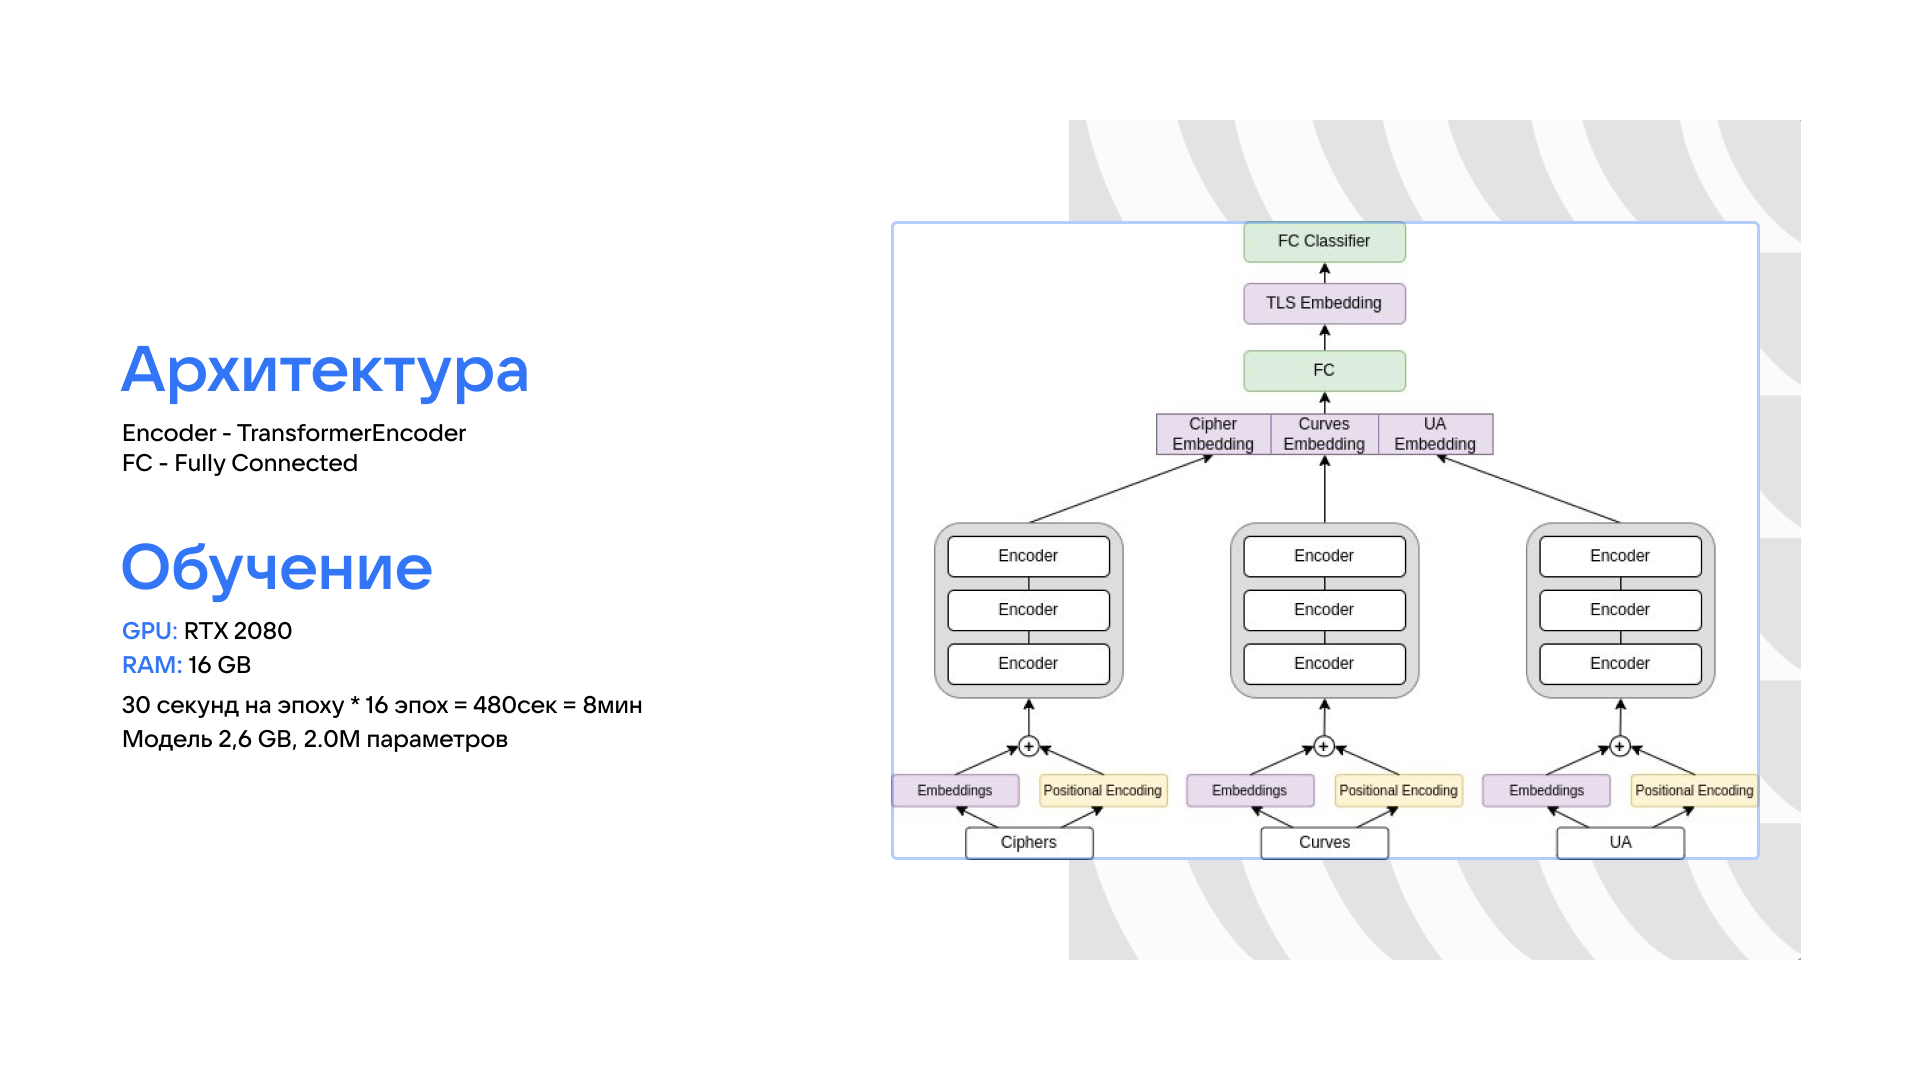 Архитектура
Encoder - TransformerEncoder
FC - Fully Connected
Обучение
GPU: RTX 2080
RAM: 16 GB
30 секунд на эпоху * 16 эпох = 480сек = 8мин
Модель 2,6 GB, 2.0M параметров
FC Classifier
TLS Embedding
FC
Cipher Embedding
Curves Embedding
UA Embedding
Encoder
Encoder
Encoder
Encoder
Encoder
Encoder
Encoder
Encoder
Encoder
+
+
+
Embeddings
Positional Encoding
Embeddings
Positional Encoding
Embeddings
Positional Encoding
Ciphers
Curves
UA